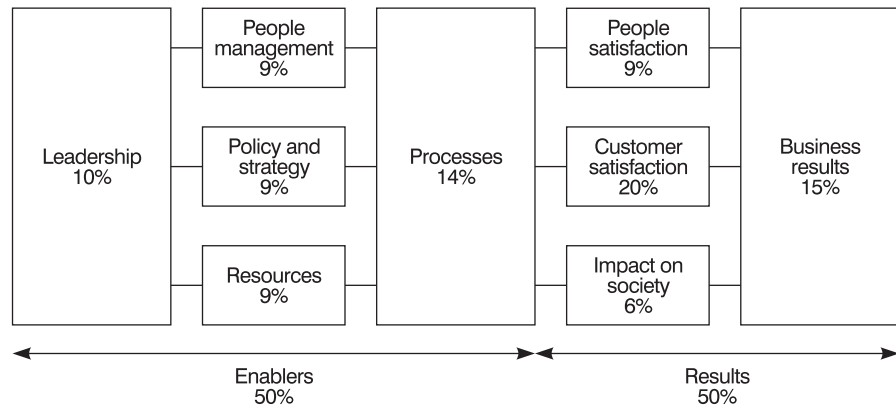 Leadership
10%
People
management
9%
Policy and
strategy
9%
Resources
9%
Processes
14%
People
satisfaction
9%
Customer
satisfaction
20%
Impact on
society
6%
Business
results
15%
Enablers
50%
Results
50%